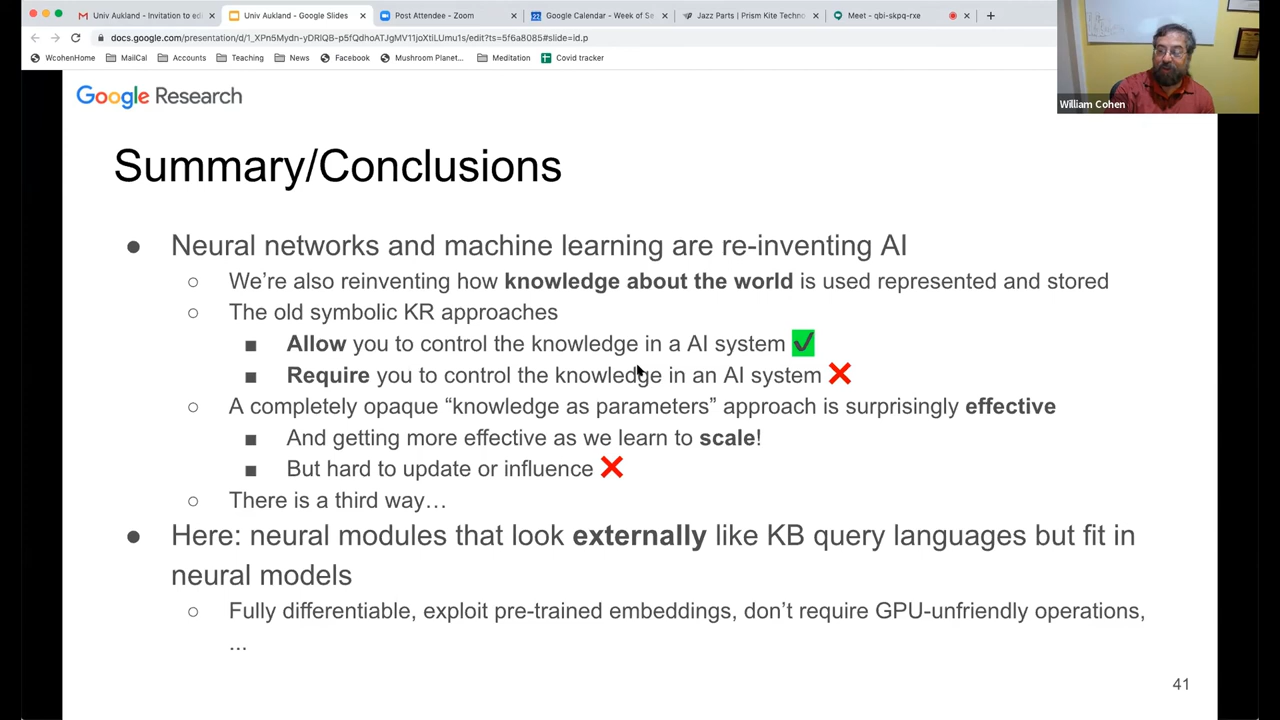 Univ Aukland - Invitation to ed
Univ Aukland - Google Slides
Post Attendee - Zoom
Google Calendar - Week of Se
Jazz Parts | Prism Kite Techno
Meet - qbi-skpq-rxe
docs.google.com/presentation/d/1_XPn5Mydn-yDRlQB-p5fQdhoATJgMV11joXtiLUmu1s/edit?ts=5f6a8085#slide=id.p
WcohenHome
MailCal
Accounts
Teaching
News
Facebook
Mushroom Planet...
Meditation
Covid tracker
William Cohen
Google Research
Summary/Conclusions
● Neural networks and machine learning are re-inventing AI
○ We’re also reinventing how knowledge about the world is used represented and stored
○ The old symbolic KR approaches
■ Allow you to control the knowledge in a AI system ✔
■ Require you to control the knowledge in an AI system ❌
○ A completely opaque “knowledge as parameters” approach is surprisingly effective
■ And getting more effective as we learn to scale!
■ But hard to update or influence ❌
○ There is a third way…
● Here: neural modules that look externally like KB query languages but fit in
neural models
○ Fully differentiable, exploit pre-trained embeddings, don’t require GPU-unfriendly operations,
...
41